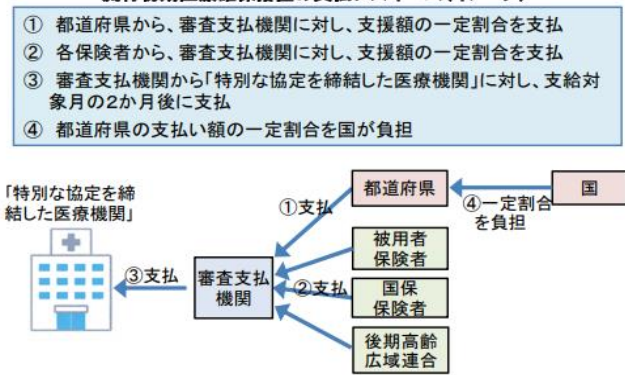 ① 都道府県から、審査支払機関に対し、支援額の一定割合を支払
② 各保険者から、審査支払機関に対し、支援額の一定割合を支払
③ 審査支払機関から「特別な協定を締結した医療機関」に対し、支給対
象月の2か月後に支払
④ 都道府県の支払い額の一定割合を国が負担
「特別な協定を締
結した医療機関」
①支払
都道府県
④一定割合
を負担
国
被用者
保険者
③支払
審査支払
機関
②支払
国保
保険者
後期高齢
広域連合